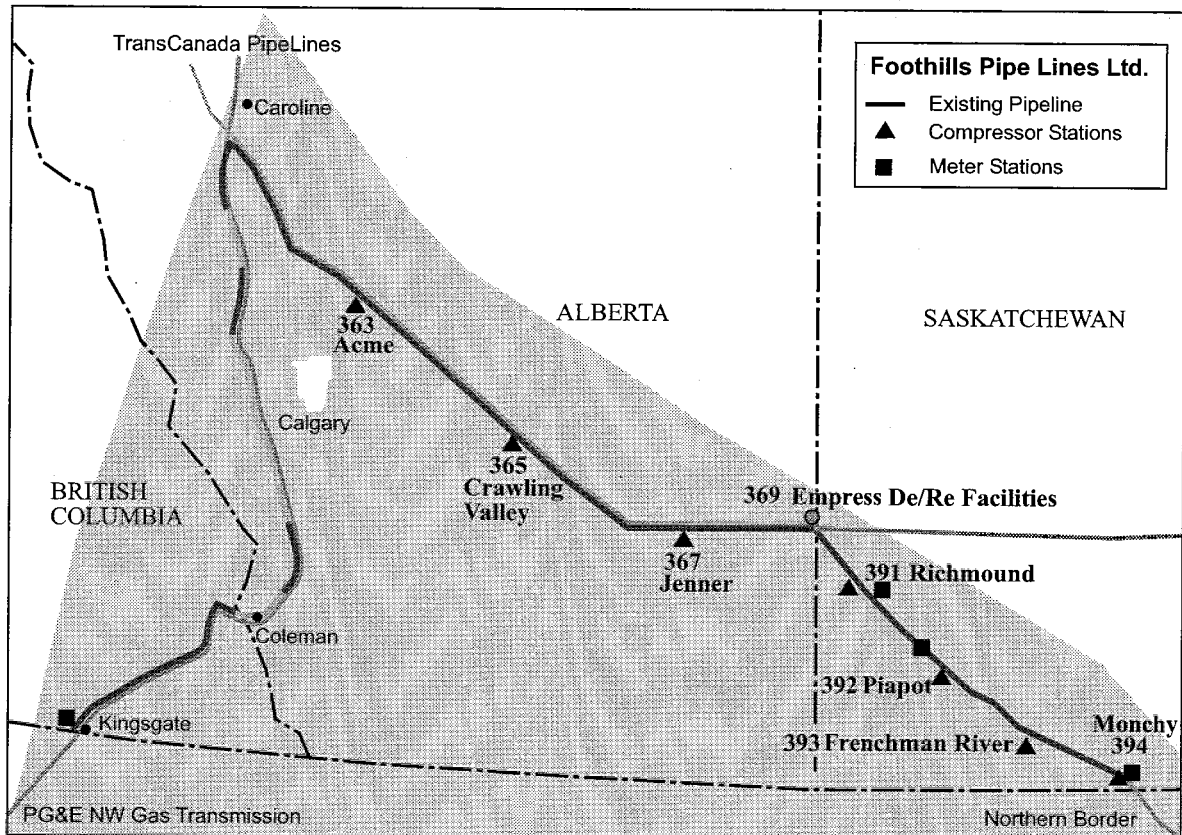 TransCanada PipeLines
Caroline
Foothills Pipe Lines Ltd.
Existing Pipeline
Compressor Stations
Meter Stations
ALBERTA
SASKATCHEWAN
363
Acme
Calgary
365
Crawling
Valley
BRITISH
COLUMBIA
369 Empress De/Re Facilities
367
Jenner
391 Richmound
Coleman
392 Piapot
Kingsgate
393 Frenchman River
Monchy
394
PG&E NW Gas Transmission
Northern Border